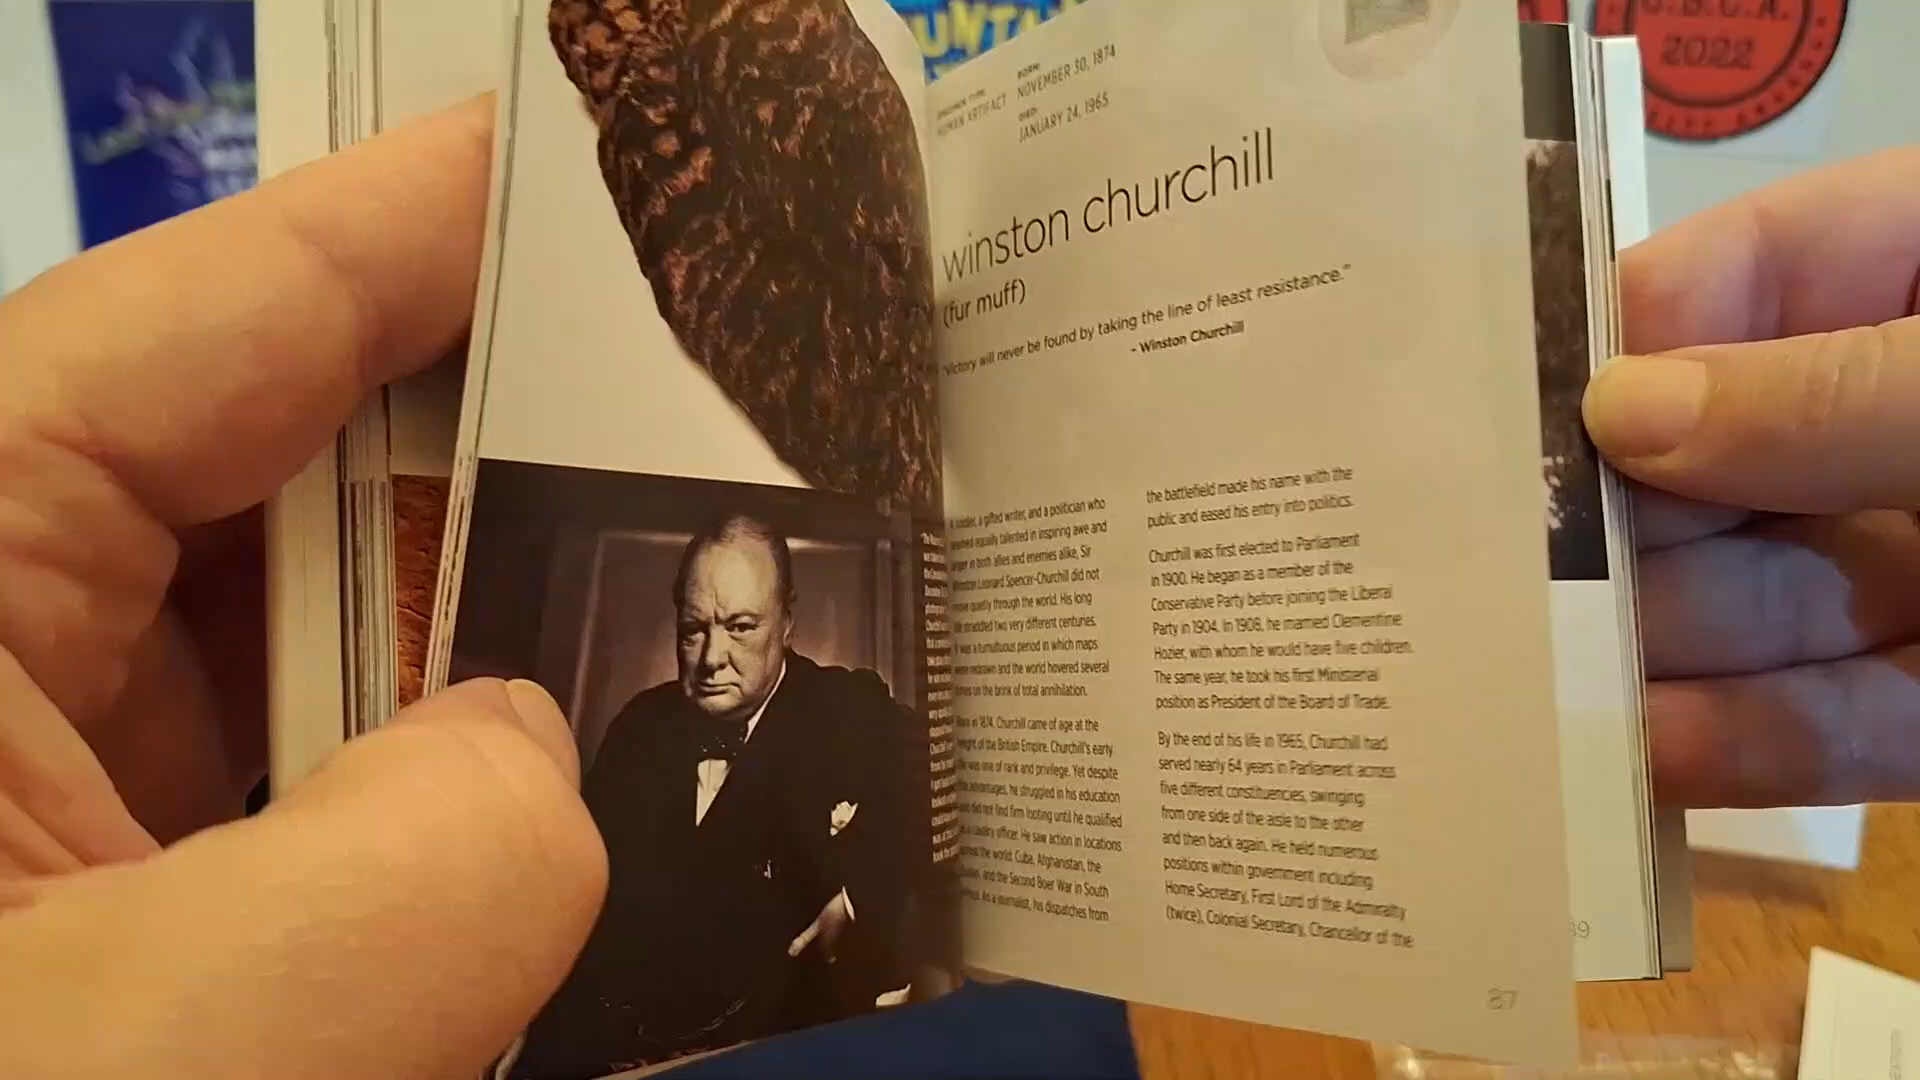 2022
SPECIMEN TYPE:
HUMAN ARTIFACT
BORN:
NOVEMBER 30, 1874
DIED:
JANUARY 24, 1965
winston churchill
(fur muff)
"Victory will never be found by taking the line of least resistance."
- Winston Churchill
soldier, a gifted writer, and a politician who
seemed equally talented in inspiring awe and
anger in both allies and enemies alike, Sir
Winston Leonard Spencer-Churchill did not
move quietly through the world. His long
life straddled two very different centuries.
It was a tumultuous period in which maps
were redrawn and the world hovered several
times on the brink of total annihilation.
Born in 1874, Churchill came of age at the
height of the British Empire. Churchill's early
life was one of rank and privilege. Yet despite
advantages, he struggled in his education
and did not find firm footing until he qualified
as a cavalry officer. He saw action in locations
across the world: Cuba, Afghanistan, the
Sudan, and the Second Boer War in South
Africa. As a journalist, his dispatches from
the battlefield made his name with the
public and eased his entry into politics.
Churchill was first elected to Parliament
in 1900. He began as a member of the
Conservative Party before joining the Liberal
Party in 1904. In 1908, he married Clementine
Hozier, with whom he would have five children.
The same year, he took his first Ministerial
position as President of the Board of Trade.
By the end of his life in 1965, Churchill had
served nearly 64 years in Parliament across
five different constituencies, swinging
from one side of the aisle to the other
and then back again. He held numerous
positions within government including
Home Secretary, First Lord of the Admiralty
(twice), Colonial Secretary, Chancellor of the
87
89